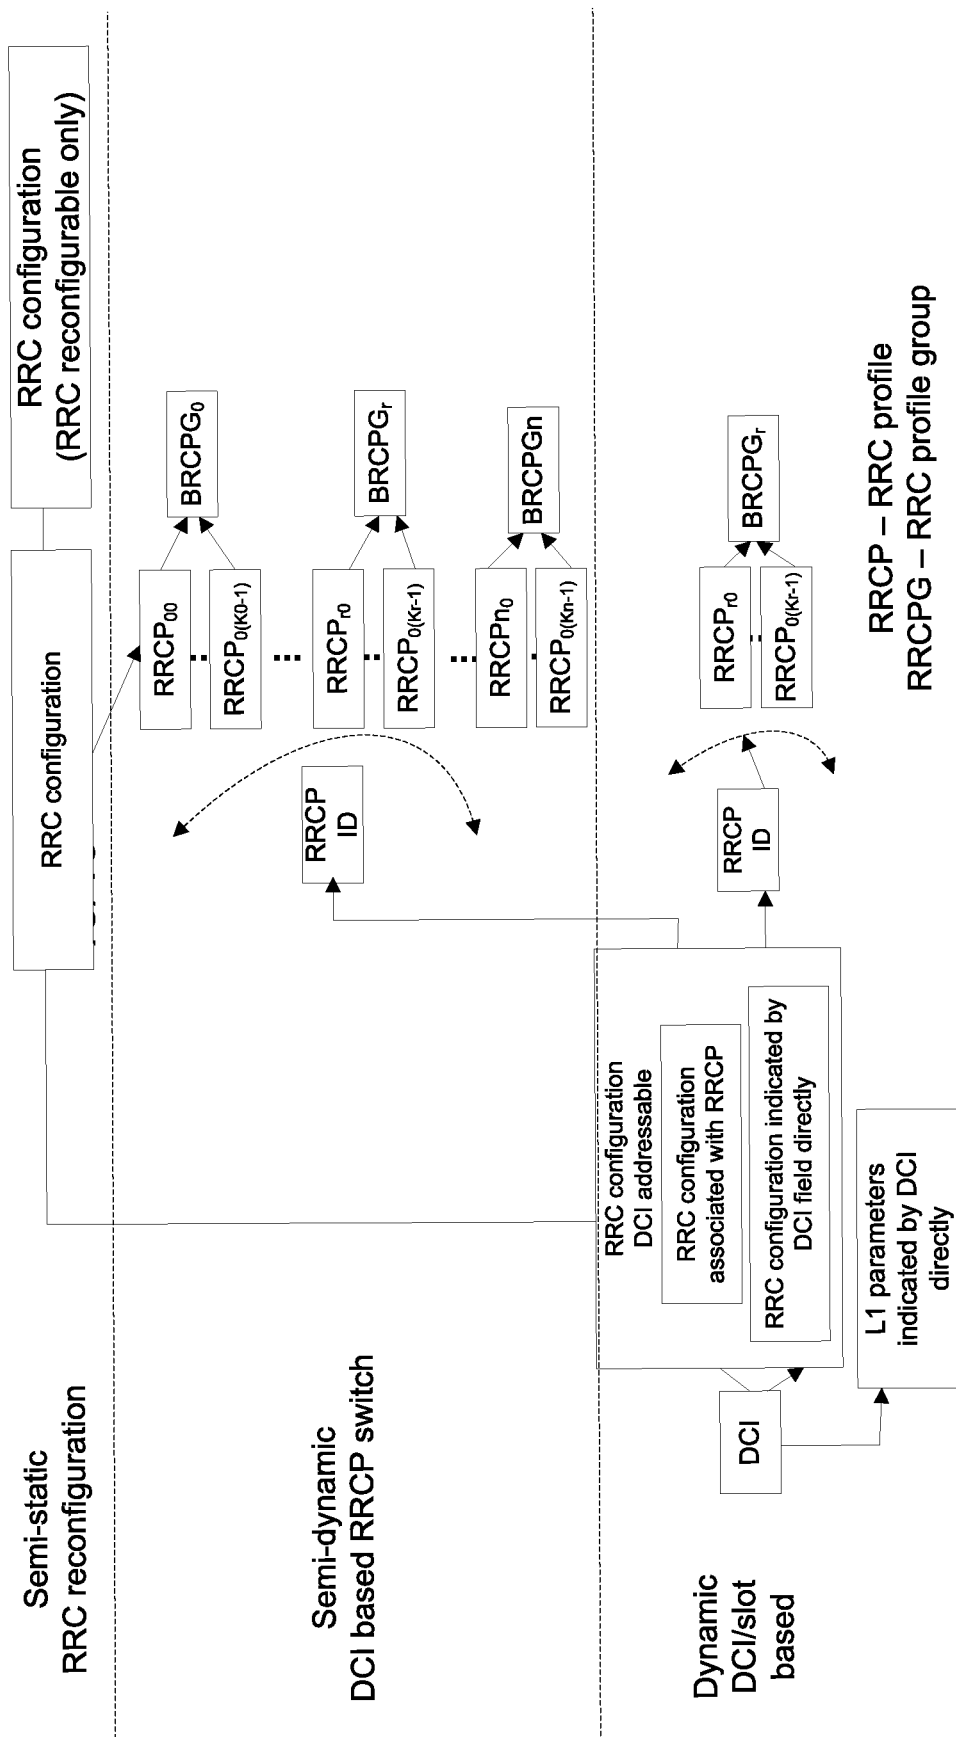 Semi-static
RRC reconfiguration
RRC configuration
RRC configuration
(RRC reconfigurable only)
Semi-dynamic
DCI based RRCP switch
RRCP
ID
RRCP00
RRCP0(K0-1)
BRCPG0
RRCPr0
RRCP0(Kr-1)
BRCPGr
RRCPn0
RRCP0(Kn-1)
BRCPGn
Dynamic
DCI/slot
based
DCI
RRC configuration
DCI addressable
RRC configuration
associated with RRCP
RRC configuration indicated by
DCI field directly
L1 parameters
indicated by DCI
directly
RRCP
ID
RRCPr0
RRCP0(Kr-1)
BRCPGr
RRCP – RRC profile
RRCPG – RRC profile group